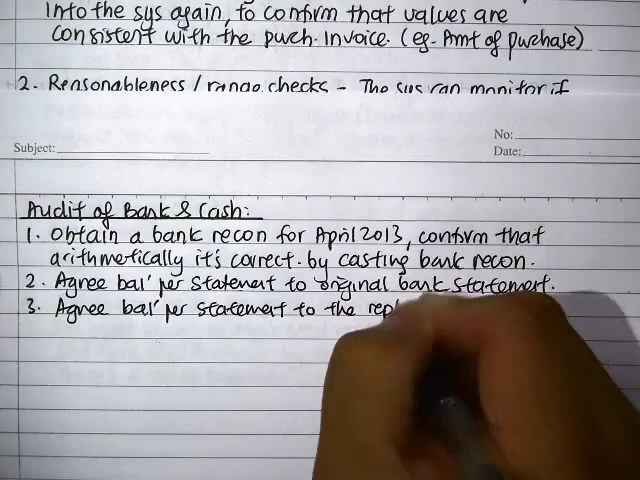 into the sys again, to confirm that values are
consistent with the purch. invoice. (eg. Amt of purchase)
2. Reasonableness / range checks - The sys can monitor if
No:
Subject:
Date:
Audit of Bank & Cash:
1. Obtain a bank recon for April 2013, confirm that
arithmetically it's correct. by casting bank recon.
2. Agree bal' per statement to original bank statement.
3. Agree bal' per statement to the repl